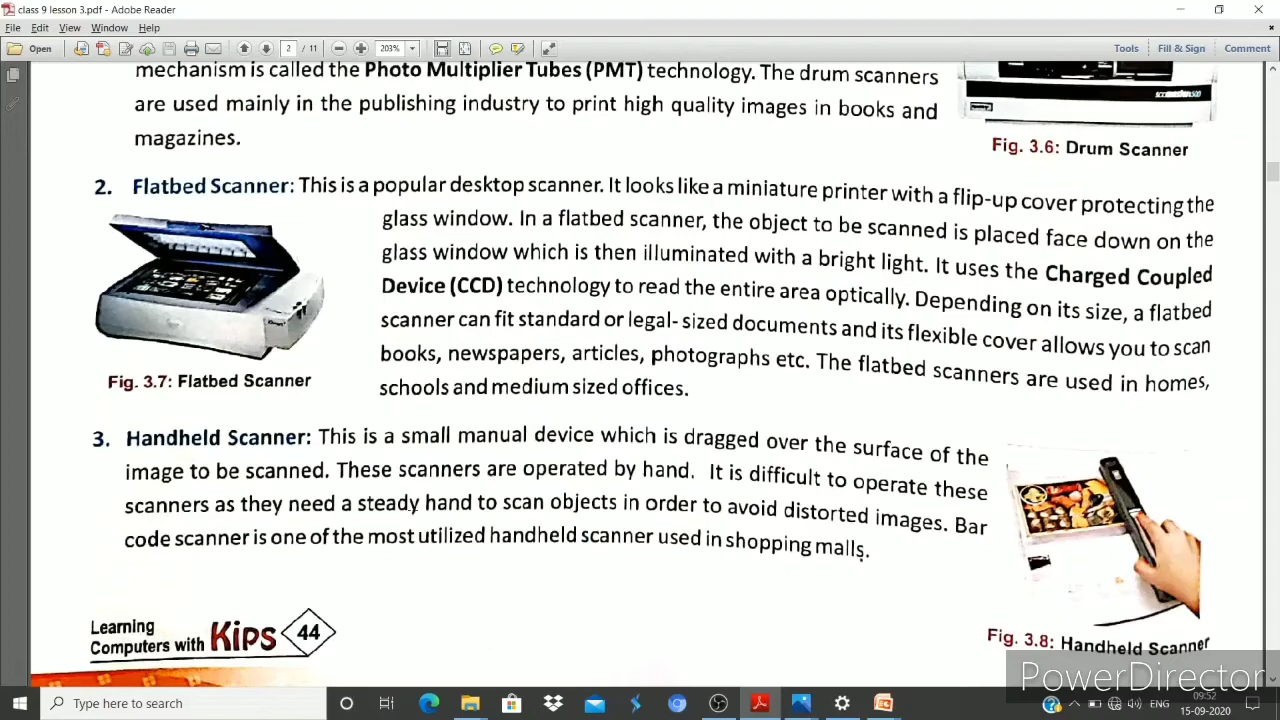 class 9 lesson 3.pdf - Adobe Reader
File Edit View Window Help
Open 2 / 11 203% Tools Fill & Sign Comment
mechanism is called the Photo Multiplier Tubes (PMT) technology. The drum scanners
are used mainly in the publishing industry to print high quality images in books and
magazines.
Fig. 3.6: Drum Scanner
2. Flatbed Scanner: This is a popular desktop scanner. It looks like a miniature printer with a flip-up cover protecting the
glass window. In a flatbed scanner, the object to be scanned is placed face down on the
glass window which is then illuminated with a bright light. It uses the Charged Coupled
Device (CCD) technology to read the entire area optically. Depending on its size, a flatbed
scanner can fit standard or legal- sized documents and its flexible cover allows you to scan
books, newspapers, articles, photographs etc. The flatbed scanners are used in homes,
schools and medium sized offices.
Fig. 3.7: Flatbed Scanner
3. Handheld Scanner: This is a small manual device which is dragged over the surface of the
image to be scanned. These scanners are operated by hand. It is difficult to operate these
scanners as they need a steady hand to scan objects in order to avoid distorted images. Bar
code scanner is one of the most utilized handheld scanner used in shopping malls.
Fig. 3.8: Handheld Scanner
Learning
Computers with Kips 44
PowerDirector
Type here to search
09:52
ENG
15-09-2020